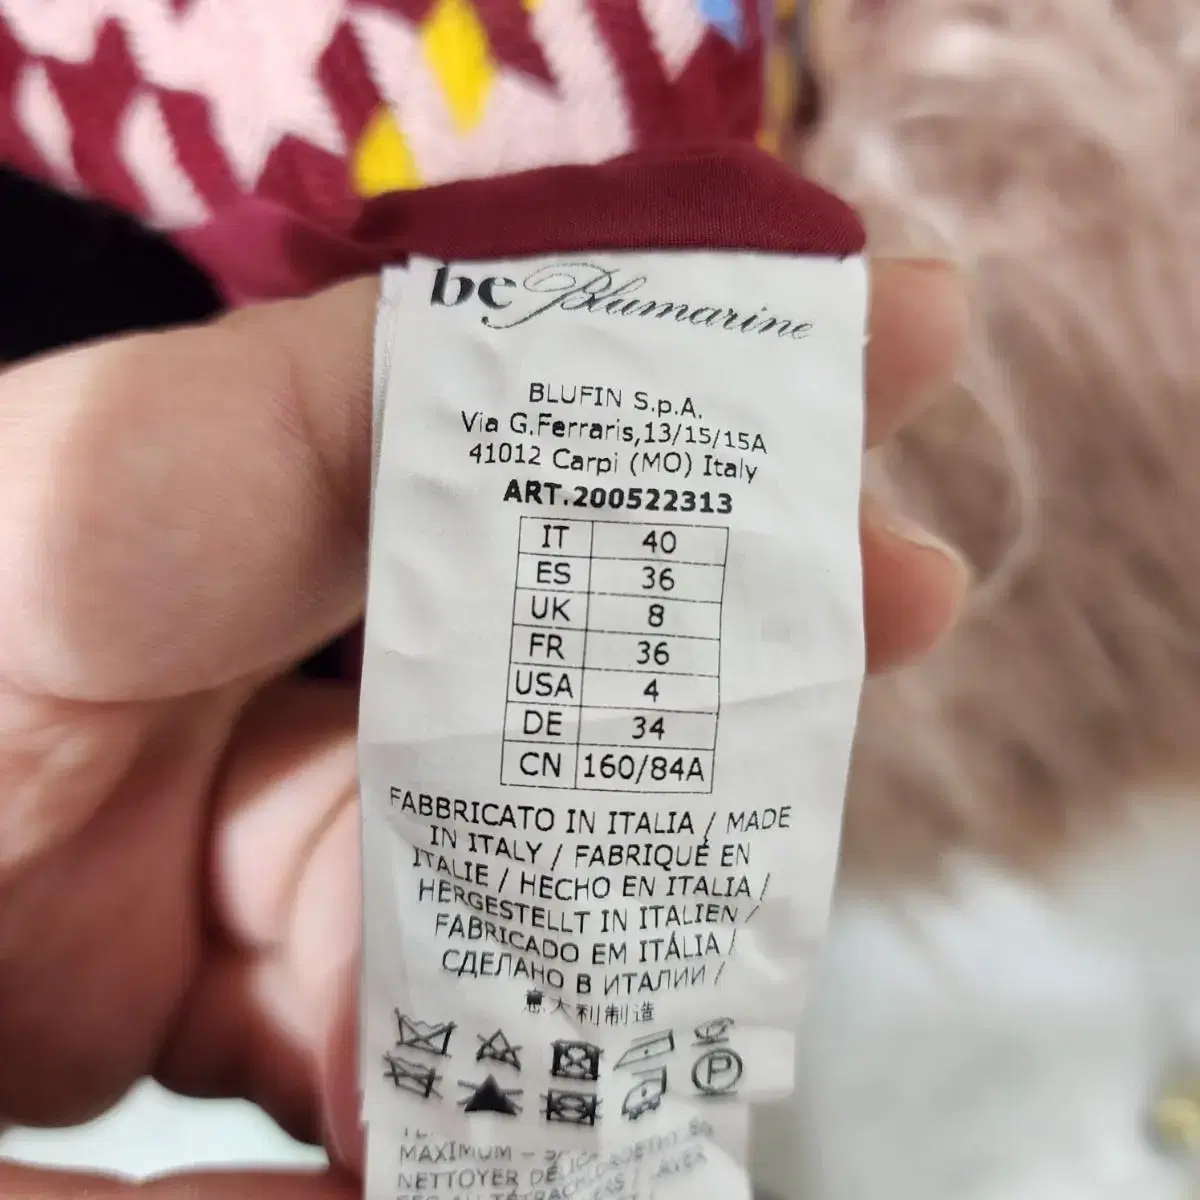 be Blumarine
BLUFIN S.p.A.
Via G.Ferraris,13/15/15A
41012 Carpi (MO) Italy
ART.200522313
IT 40
ES 36
UK 8
FR 36
USA 4
DE 34
CN 160/84A
FABBRICATO IN ITALIA / MADE
IN ITALY / FABRIQUÉ EN
ITALIE / HECHO EN ITALIA /
HERGESTELLT IN ITALIEN /
FABRICADO EM ITÁLIA /
СДЕЛАНО В ИТАЛИИ /
意大利制造
P
MAXIMUM –
NETTOYER